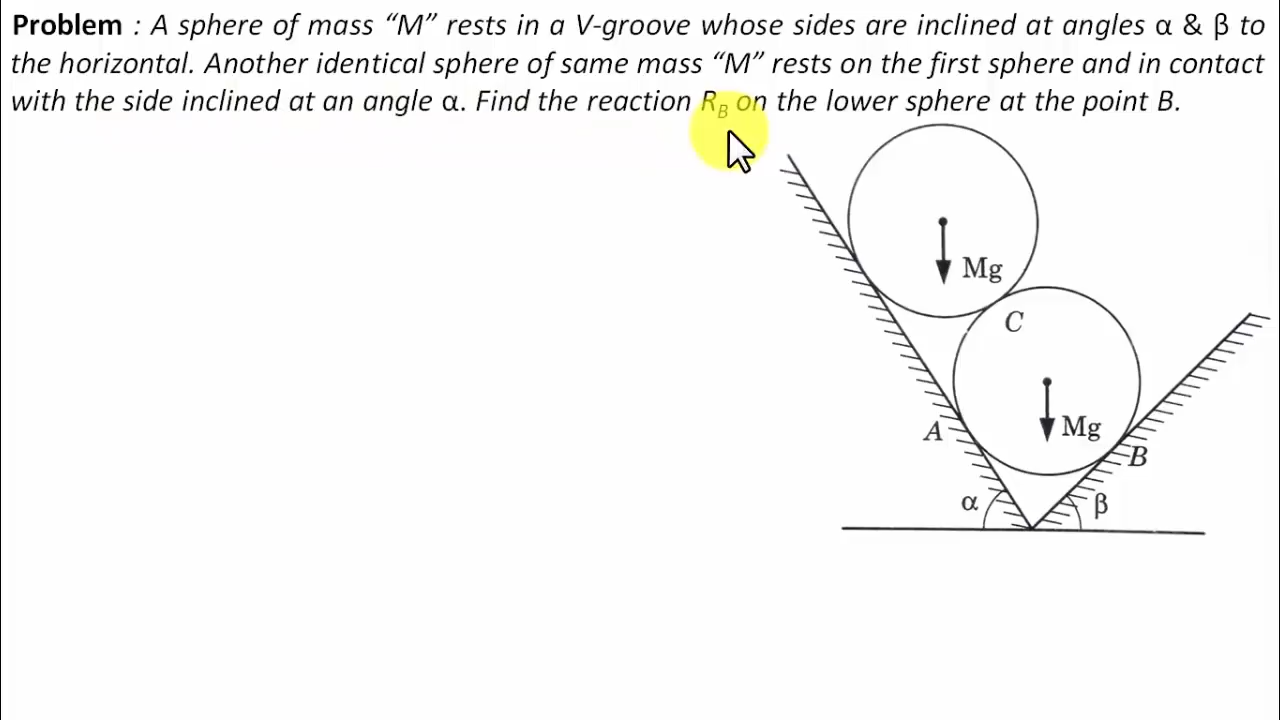 Problem : A sphere of mass “M” rests in a V-groove whose sides are inclined at angles α & β to
the horizontal. Another identical sphere of same mass “M” rests on the first sphere and in contact
with the side inclined at an angle α. Find the reaction R_B on the lower sphere at the point B.
Mg
C
Mg
A
B
α
β